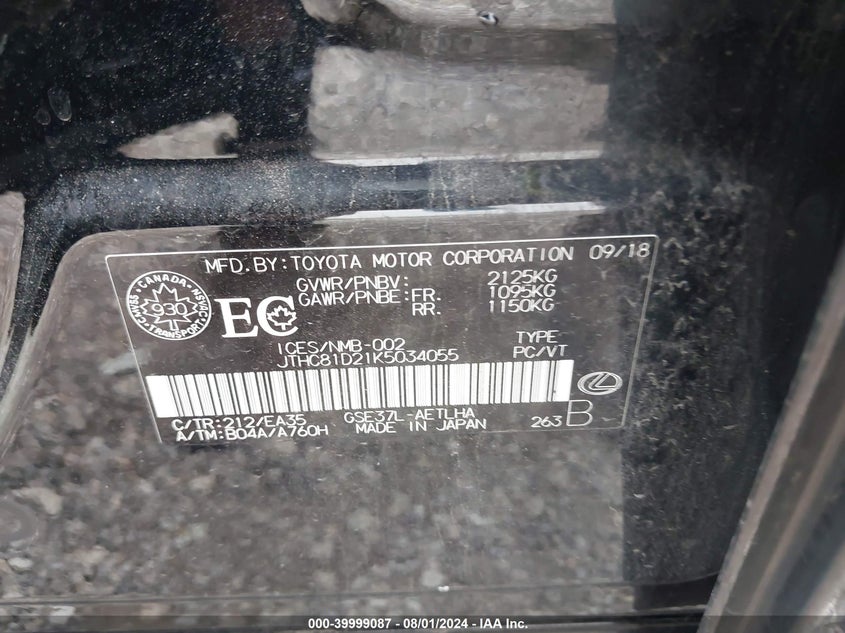 MFD.BY:TOYOTA MOTOR CORPORATION 09/18
GVWR/PNBV: 2125KG
GAWR/PNBE: FR. 1095KG
RR. 1150KG
CANADA
930
TRANSPORT
EC
ICES/NMB-002 TYPE
JTHC81D21K5034055 PC/VT
C/TR:212/EA35 GSE37L-AETLHA
A/TM:B04A/A760H MADE IN JAPAN 263 B
000-39999087 - 08/01/2024 - IAA Inc.